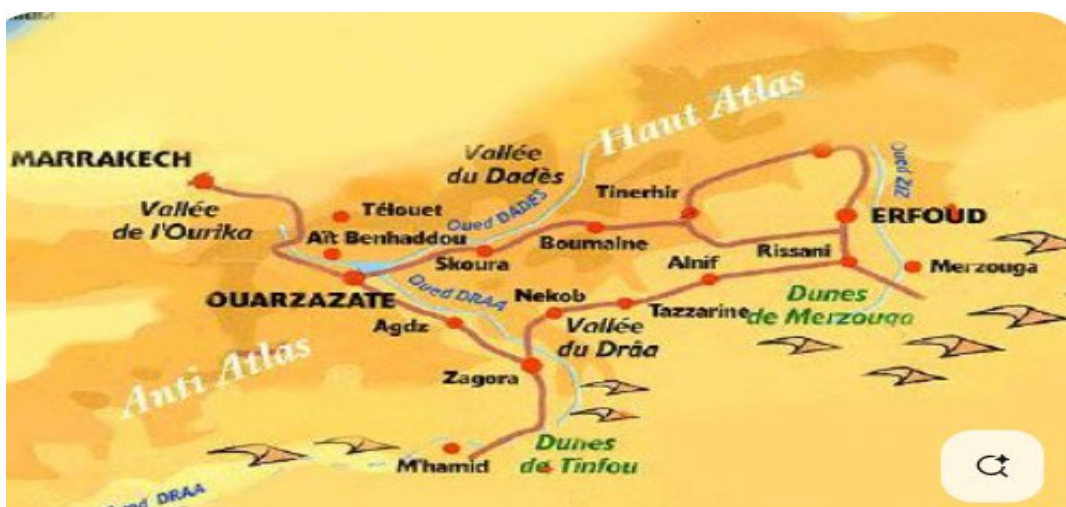 Haut Atlas
MARRAKECH
Vallée
du Dadès
Oued ZIZ
Tinerhir
Vallée
de l'Ourika
Télouet
Oued DADES
ERFOUD
Aït Benhaddou
Boumalne
Skoura
Rissani
Alnif
Merzouga
OUARZAZATE
Oued DRAA
Nekob
Tazzarine
Dunes
de Merzouga
Agdz
Vallée
du Drâa
Anti Atlas
Zagora
M'hamid
Dunes
de Tinfou
DRAA